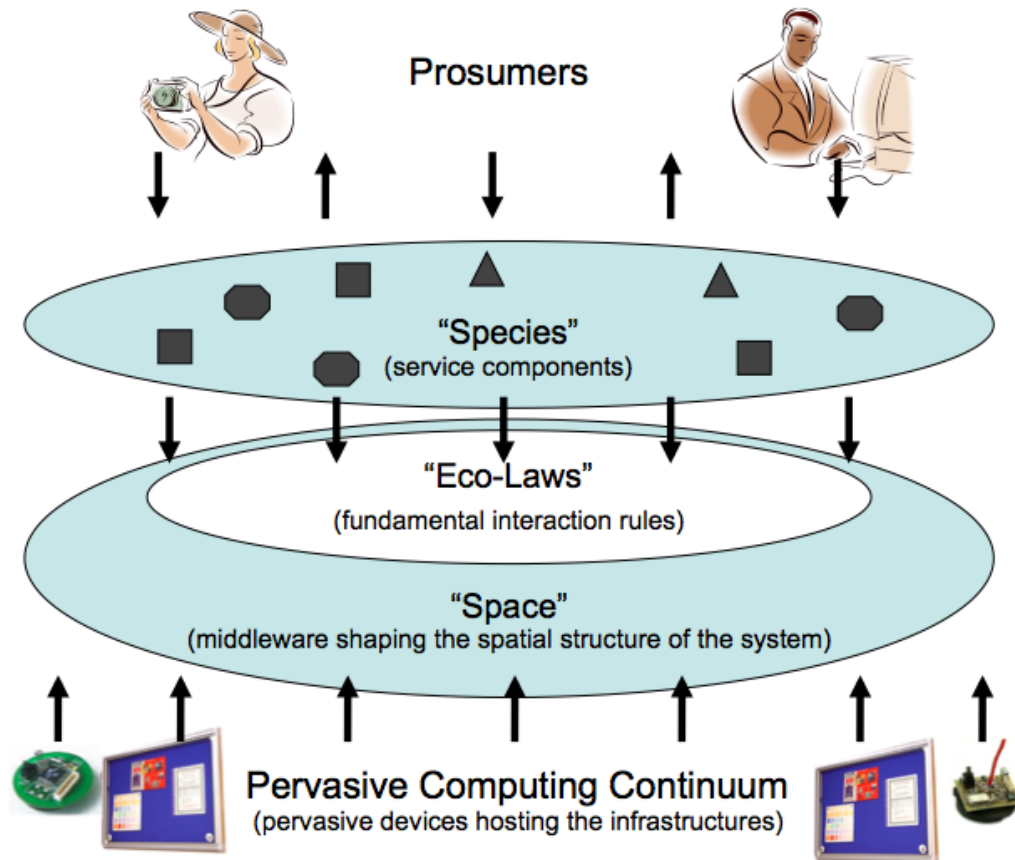 Prosumers
“Species”
(service components)
“Eco-Laws”
(fundamental interaction rules)
“Space”
(middleware shaping the spatial structure of the system)
Pervasive Computing Continuum
(pervasive devices hosting the infrastructures)